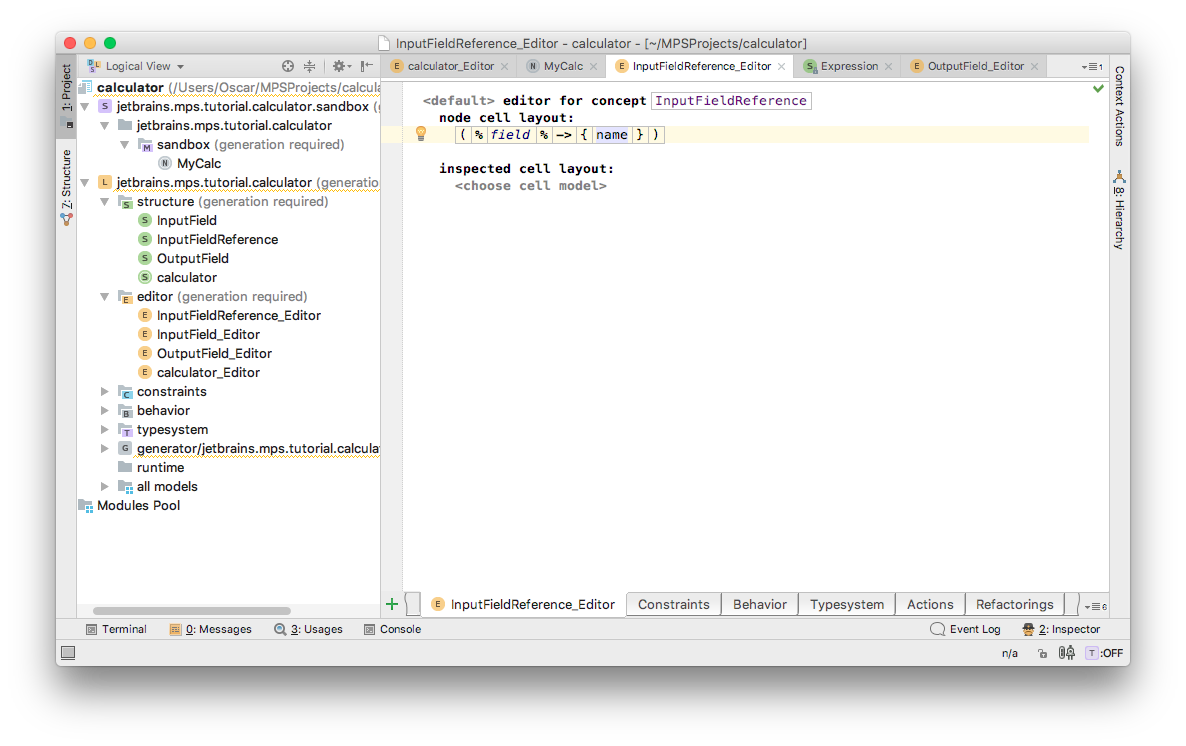 InputFieldReference_Editor - calculator - [~/MPSProjects/calculator]
1: Project
Z: Structure
Logical View
calculator_Editor
MyCalc
InputFieldReference_Editor
Expression
OutputField_Editor
1
calculator (/Users/Oscar/MPSProjects/calcula
jetbrains.mps.tutorial.calculator.sandbox (
jetbrains.mps.tutorial.calculator
sandbox (generation required)
MyCalc
jetbrains.mps.tutorial.calculator (generatio
structure (generation required)
InputField
InputFieldReference
OutputField
calculator
editor (generation required)
InputFieldReference_Editor
InputField_Editor
OutputField_Editor
calculator_Editor
constraints
behavior
typesystem
generator/jetbrains.mps.tutorial.calcula
runtime
all models
Modules Pool
<default> editor for concept InputFieldReference
node cell layout:
( % field % -> { name } )
inspected cell layout:
<choose cell model>
Context Actions
8: Hierarchy
InputFieldReference_Editor
Constraints
Behavior
Typesystem
Actions
Refactorings
6
Terminal
0: Messages
3: Usages
Console
Event Log
2: Inspector
n/a
T :OFF